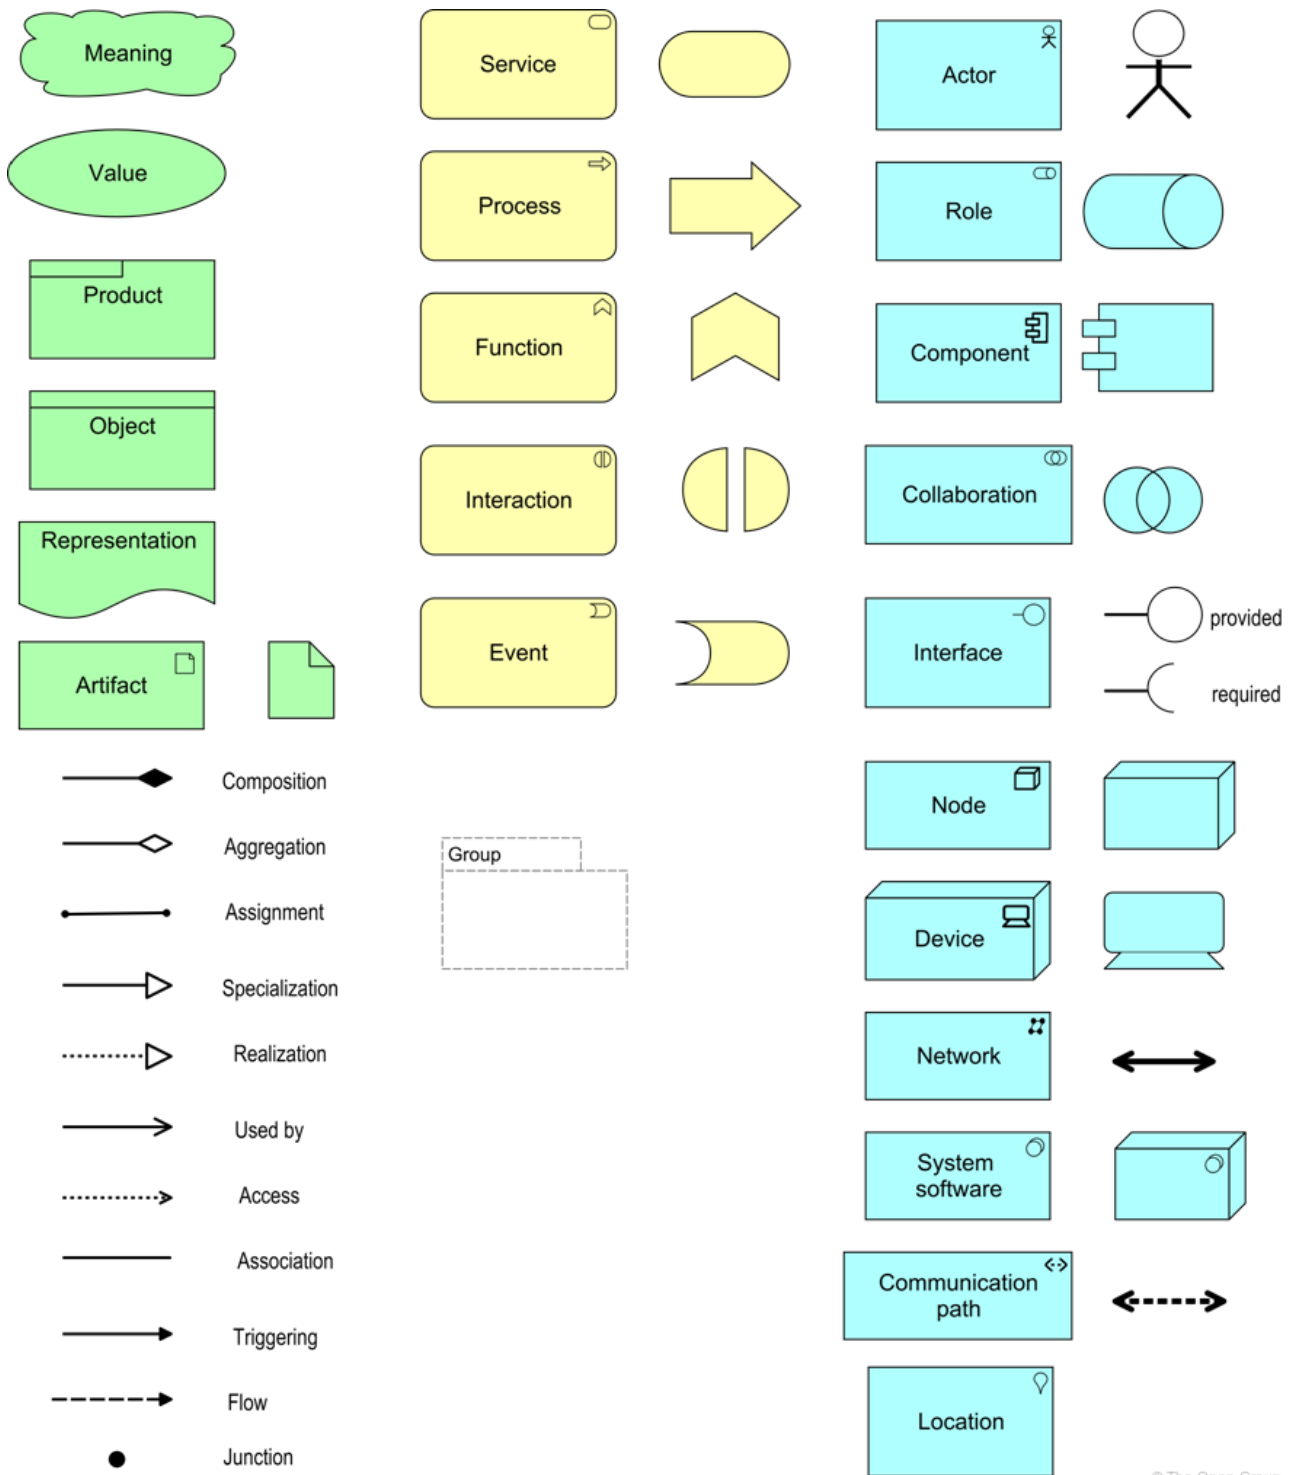 Meaning
Value
Product
Object
Representation
Artifact
Composition
Aggregation
Assignment
Specialization
Realization
Used by
Access
Association
Triggering
Flow
Junction
Service
Process
Function
Interaction
Event
Group
Actor
Role
Component
Collaboration
Interface
provided
required
Node
Device
Network
System
software
Communication
path
Location